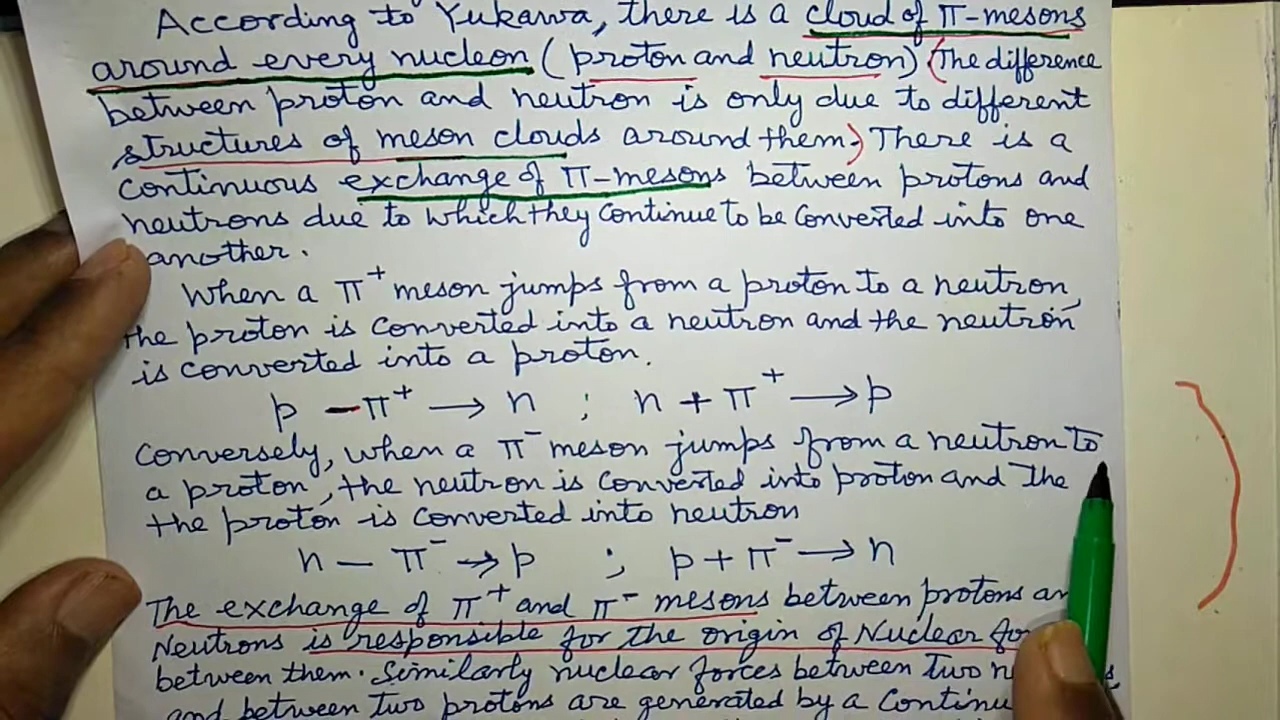 According to Yukawa, there is a cloud of π-mesons
around every nucleon (proton and neutron) (The difference
between proton and neutron is only due to different
structures of meson clouds around them.) There is a
continuous exchange of π-mesons between protons and
neutrons due to which they continue to be converted into one
another.
When a π⁺ meson jumps from a proton to a neutron,
the proton is converted into a neutron and the neutron
is converted into a proton.
p − π⁺ → n ; n + π⁺ → p
Conversely, when a π⁻ meson jumps from a neutron to
a proton, the neutron is converted into proton and the
the proton is converted into neutron
n − π⁻ → p ; p + π⁻ → n
The exchange of π⁺ and π⁻ mesons between protons
Neutrons is responsible for the origin of Nuclear
between them. Similarly nuclear forces between two
and between two protons are generated by a